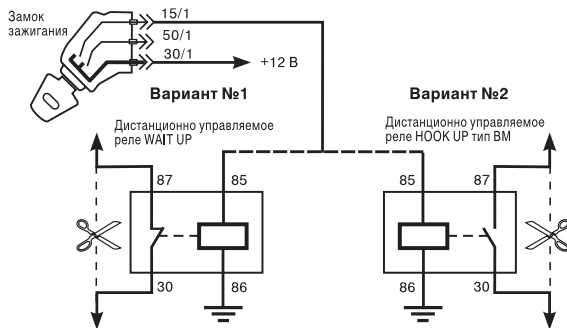 Замок
зажигания
15/1
50/1
30/1
+12 В
Вариант №1
Вариант №2
Дистанционно управляемое
реле WAIT UP
Дистанционно управляемое
реле HOOK UP тип ВМ
87
85
85
87
30
86
86
30